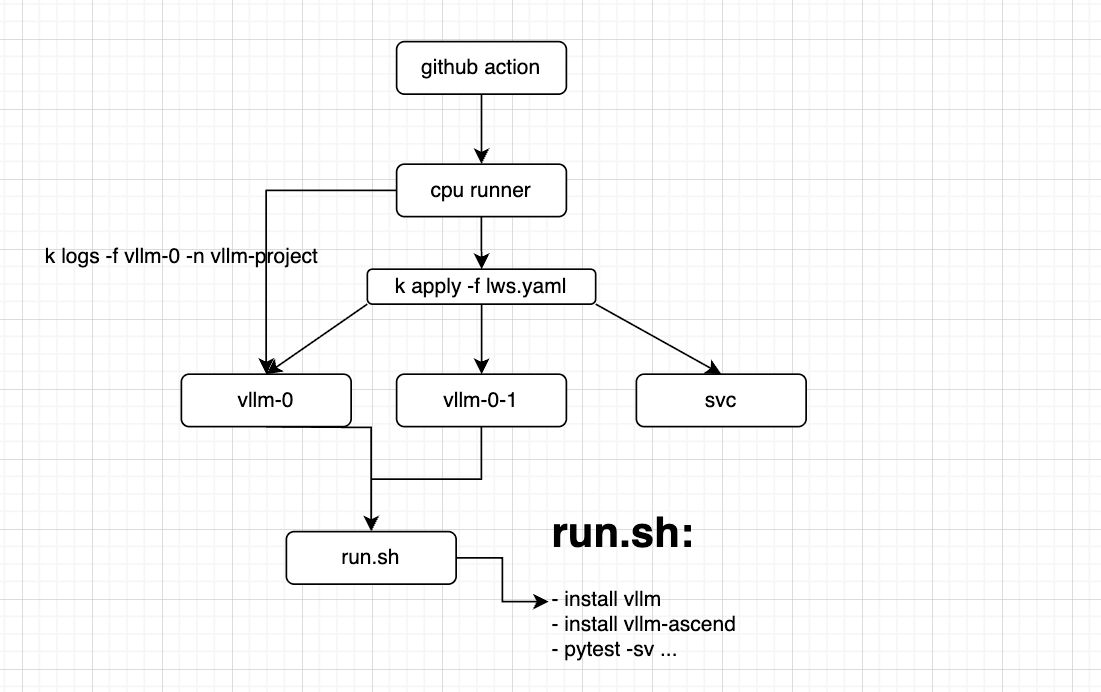 github action
cpu runner
k logs -f vllm-0 -n vllm-project
k apply -f lws.yaml
vllm-0
vllm-0-1
svc
run.sh
run.sh:
- install vllm
- install vllm-ascend
- pytest -sv ...